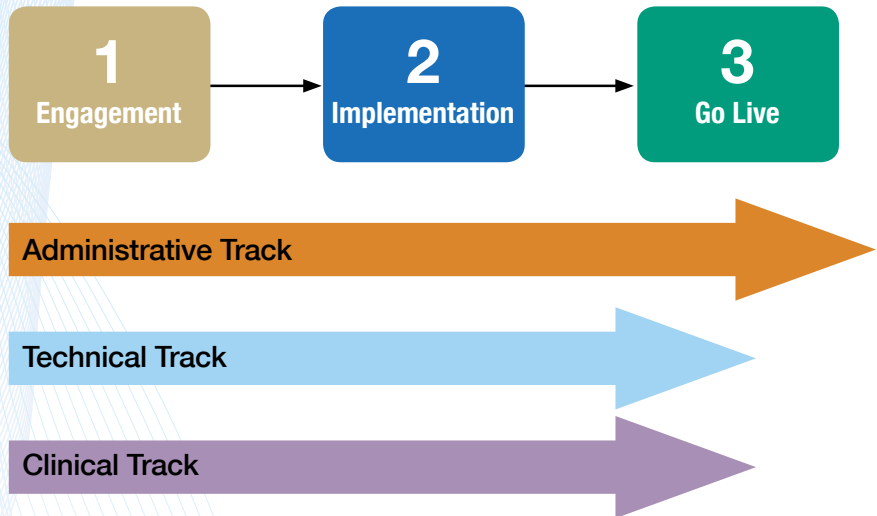 1
Engagement
2
Implementation
3
Go Live
Administrative Track
Technical Track
Clinical Track